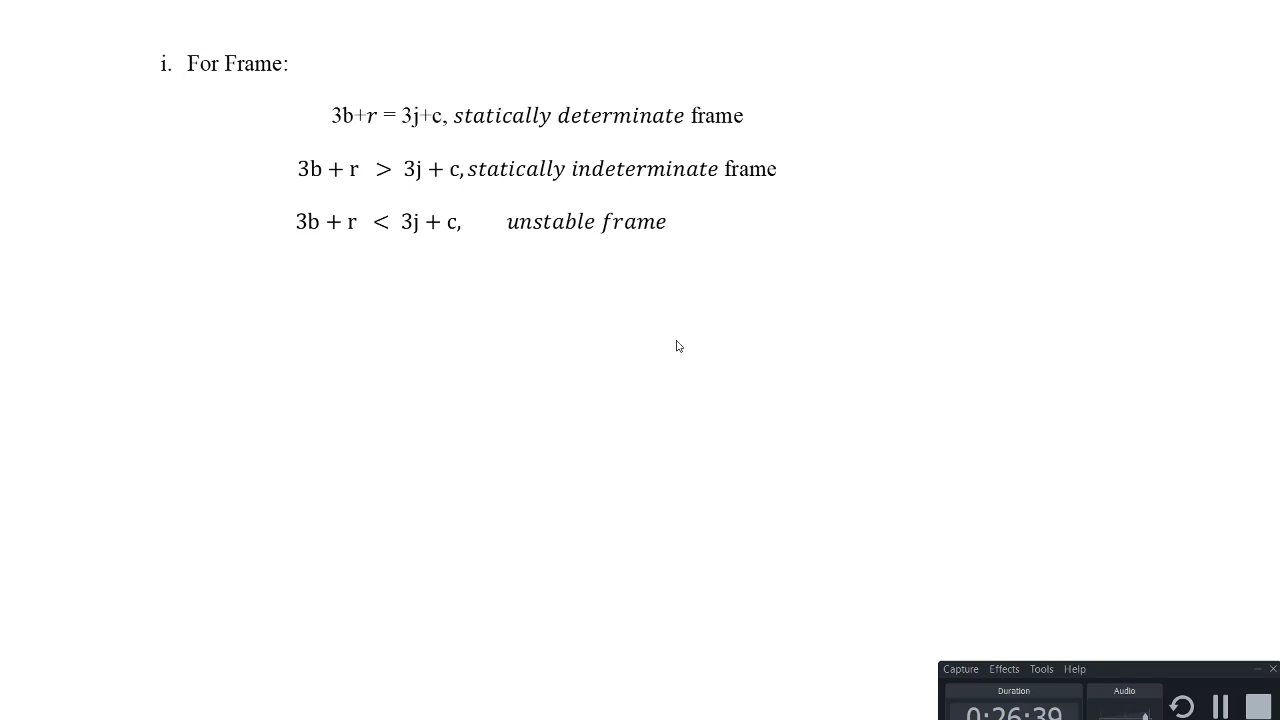 i. For Frame:
3b+r = 3j+c, statically determinate frame
3b + r > 3j + c, statically indeterminate frame
3b + r < 3j + c, unstable frame
Capture Effects Tools Help
Duration Audio
0:26:39